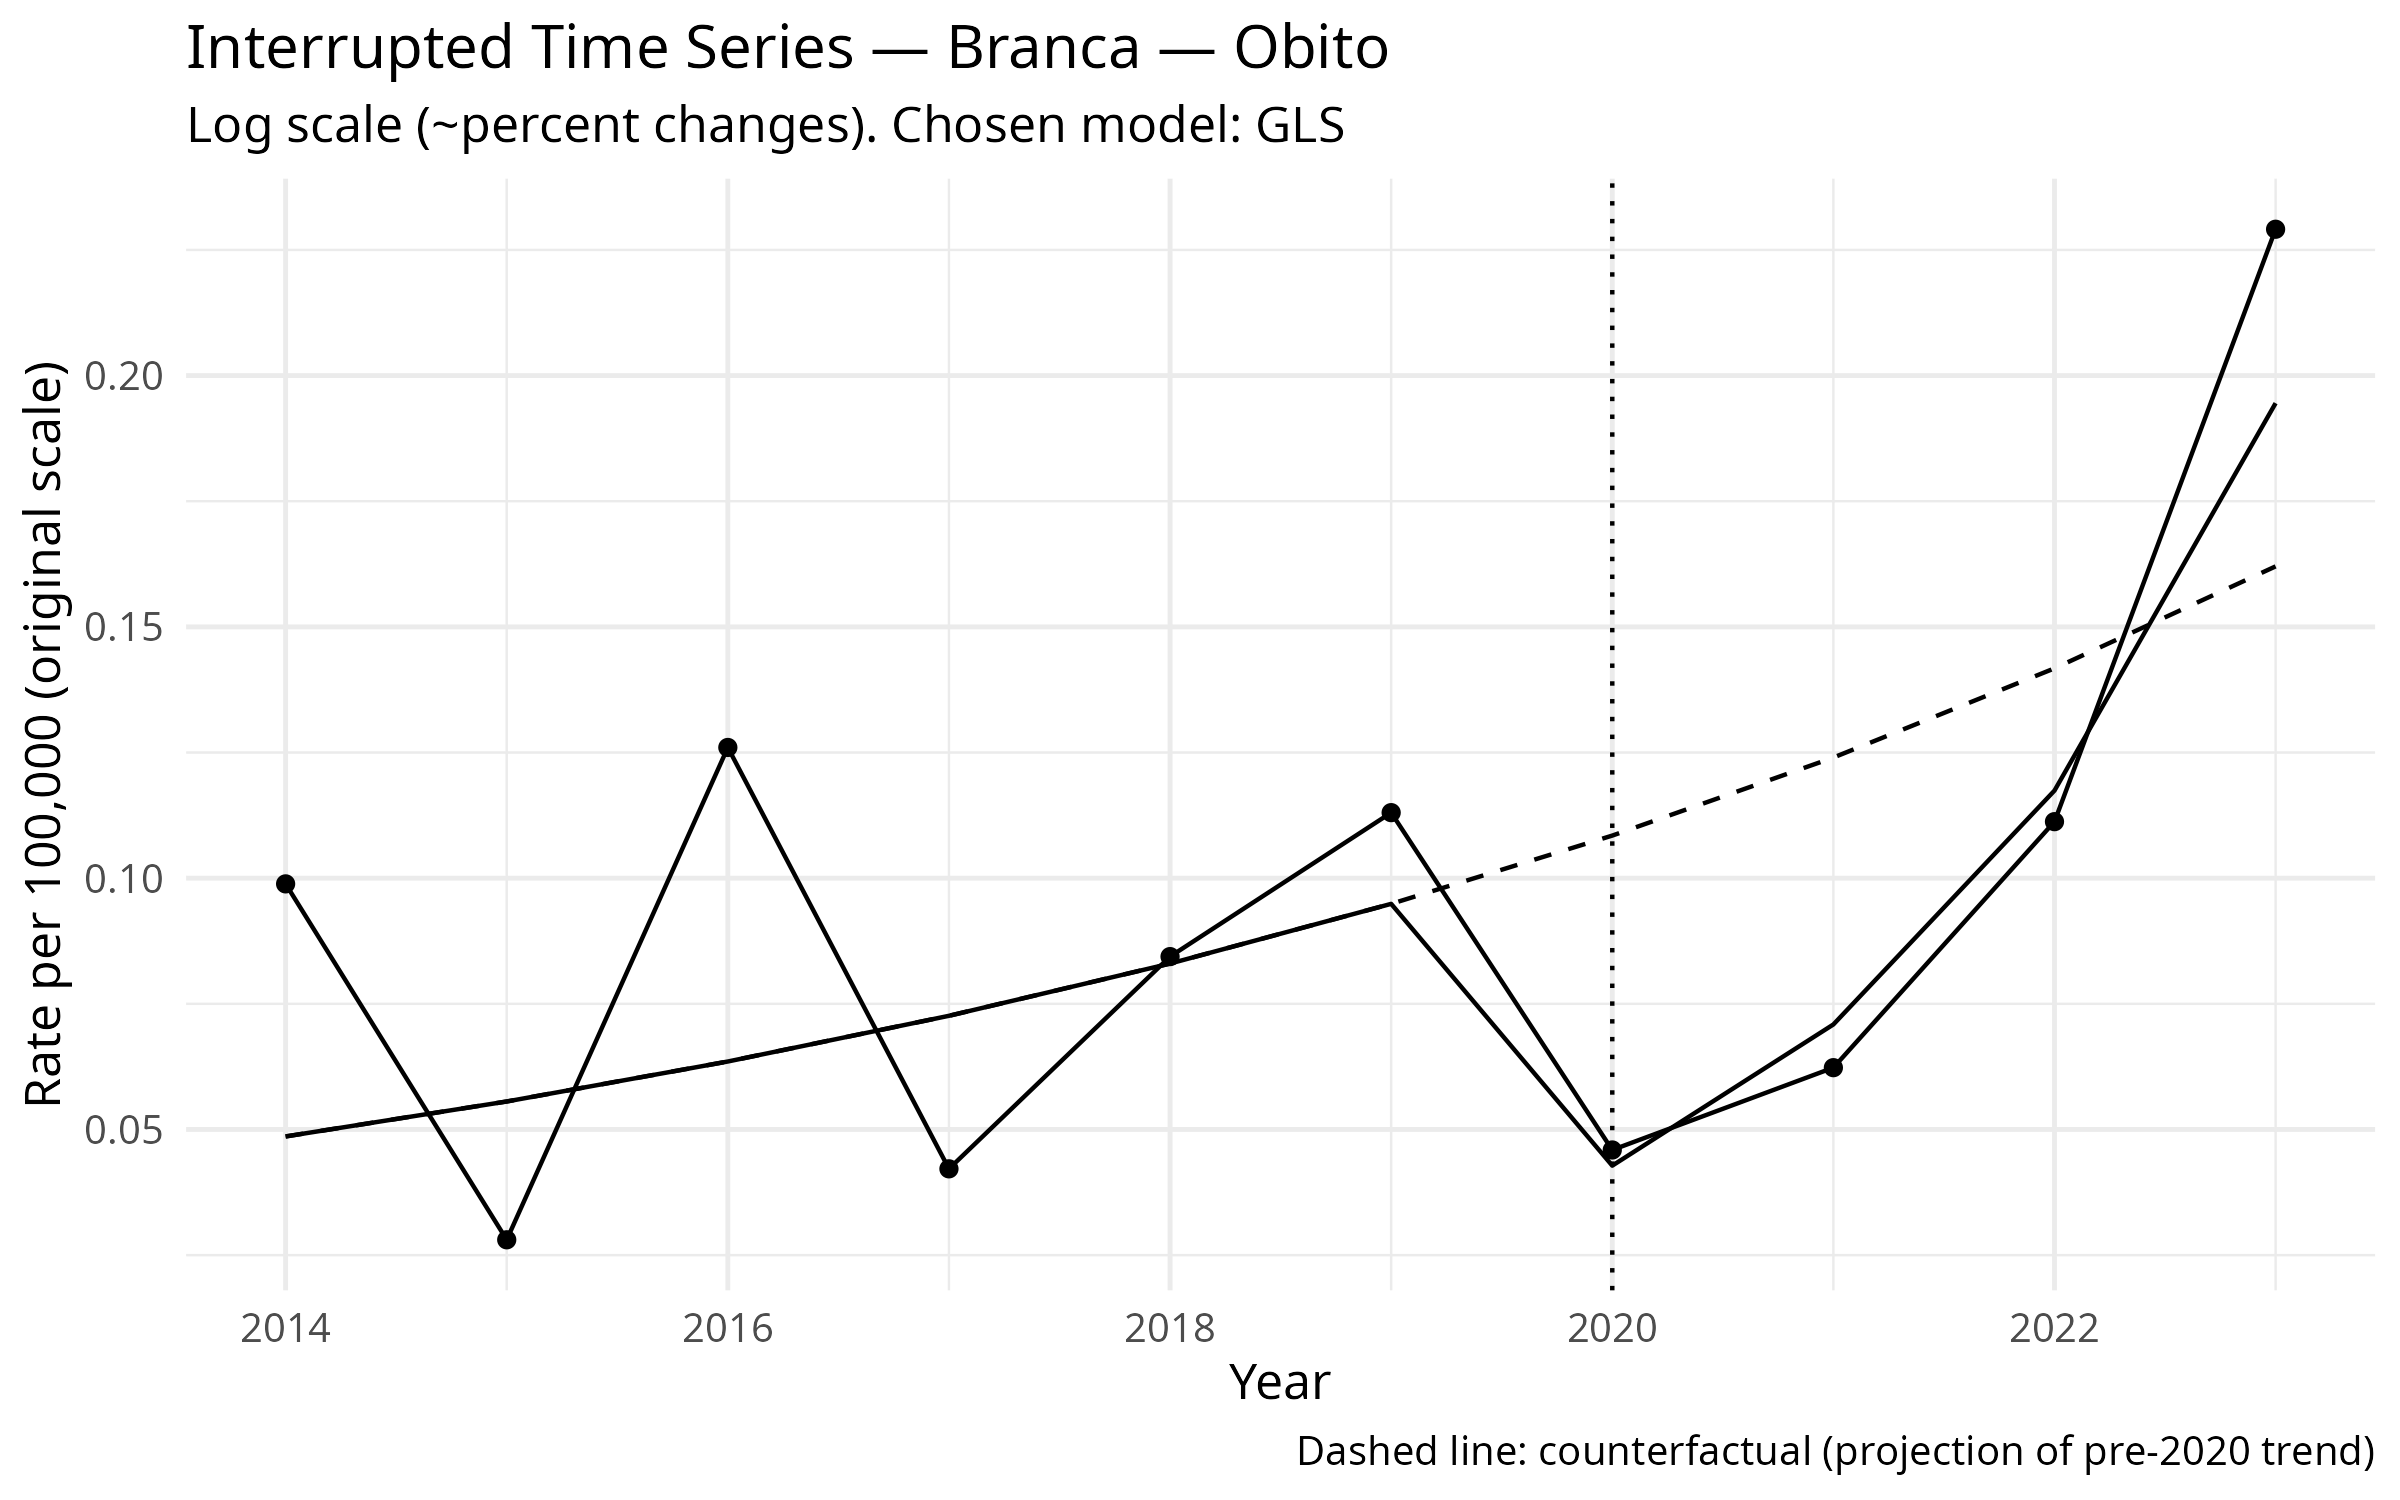 Interrupted Time Series — Branca — Obito
Log scale (~percent changes). Chosen model: GLS
Rate per 100,000 (original scale)
0.20
0.15
0.10
0.05
2014
2016
2018
2020
2022
Year
Dashed line: counterfactual (projection of pre-2020 trend)